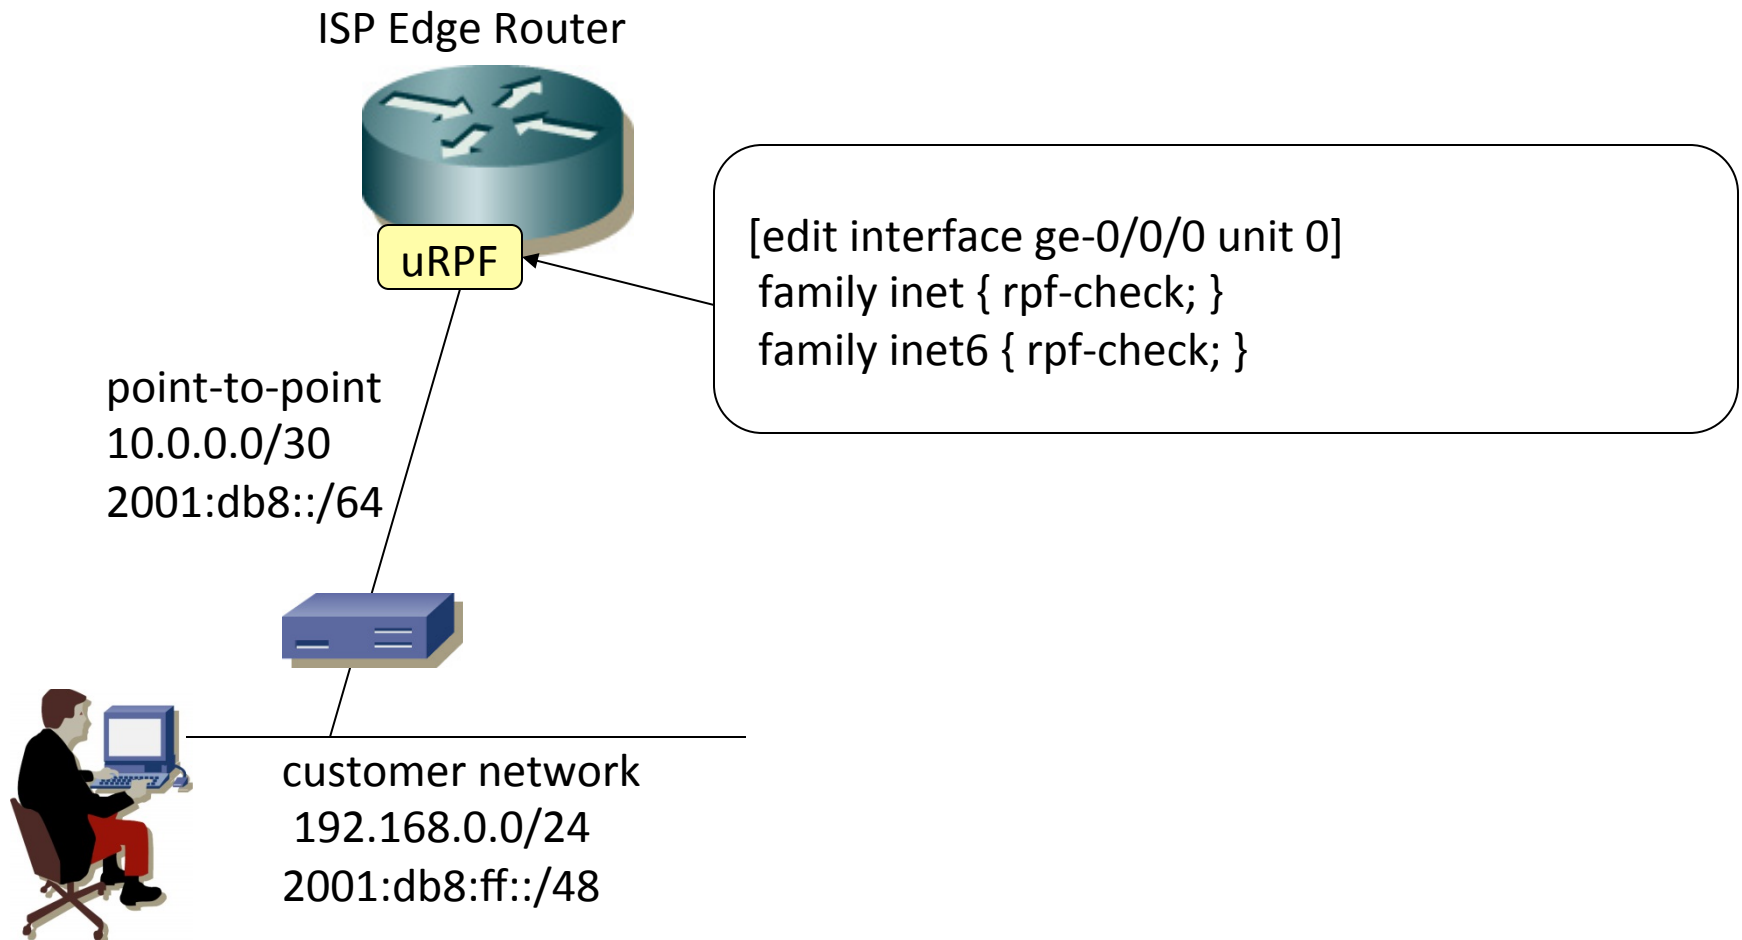 ISP Edge Router
uRPF
[edit interface ge-0/0/0 unit 0]
family inet { rpf-check; }
family inet6 { rpf-check; }
point-to-point
10.0.0.0/30
2001:db8::/64
customer network
192.168.0.0/24
2001:db8:ff::/48